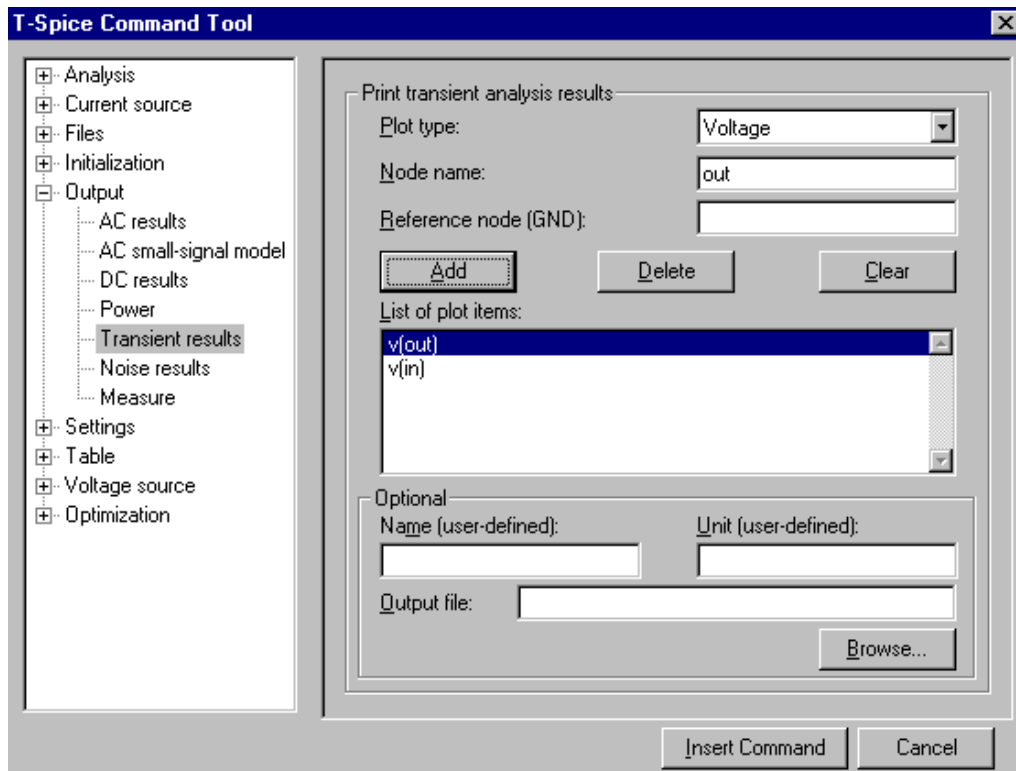 T-Spice Command Tool
Analysis
Current source
Files
Initialization
Output
AC results
AC small-signal model
DC results
Power
Transient results
Noise results
Measure
Settings
Table
Voltage source
Optimization
Print transient analysis results
Plot type:
Voltage
Node name:
out
Reference node (GND):
Add
Delete
Clear
List of plot items:
v(out)
v(in)
Optional
Name (user-defined):
Unit (user-defined):
Output file:
Browse...
Insert Command
Cancel